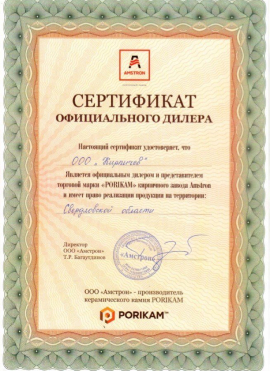 AMSTRON
СЕРТИФИКАТ
ОФИЦИАЛЬНОГО ДИЛЕРА
Настоящий сертификат удостоверяет, что
ООО "Кирпичев"
Является официальным дилером и представителем
торговой марки «PORIKAM» кирпичного завода Amstron
и имеет право реализации продукции на территории:
Свердловской области
Директор
ООО «Амстрон»
Т.Р. Багаутдинов
«Амстрон»
ООО «Амстрон» - производитель
керамического камня PORIKAM
PORIKAM™